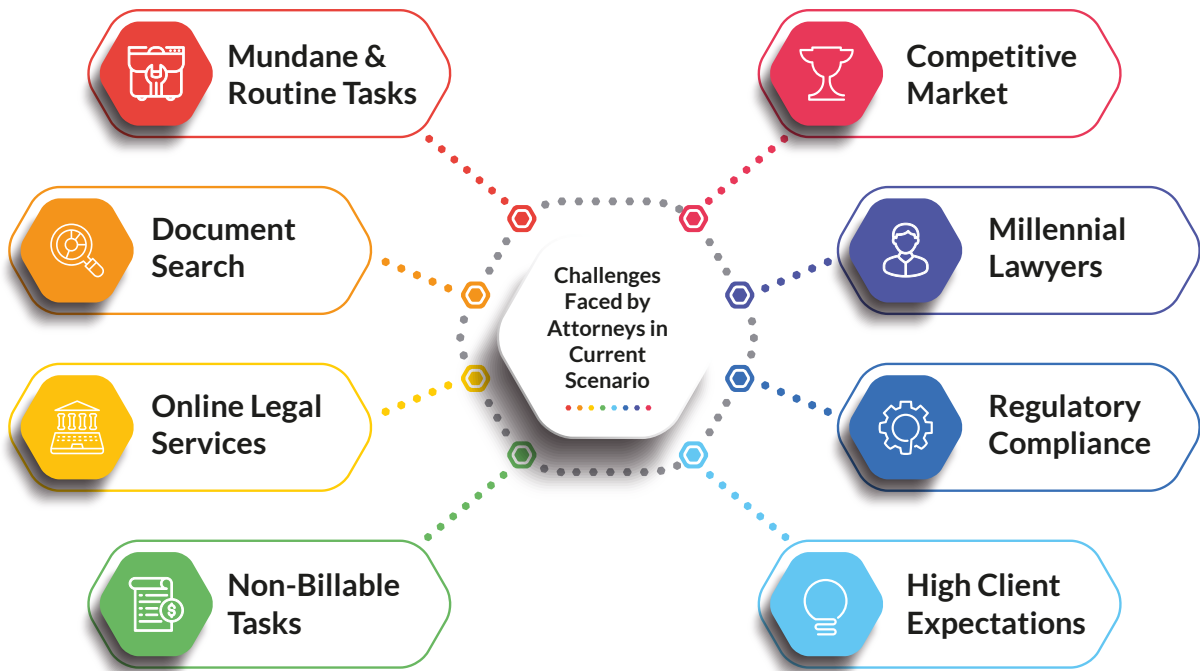 Mundane &
Routine Tasks
Competitive
Market
Document
Search
Millennial
Lawyers
Challenges
Faced by
Attorneys in
Current
Scenario
Online Legal
Services
Regulatory
Compliance
Non-Billable
Tasks
High Client
Expectations